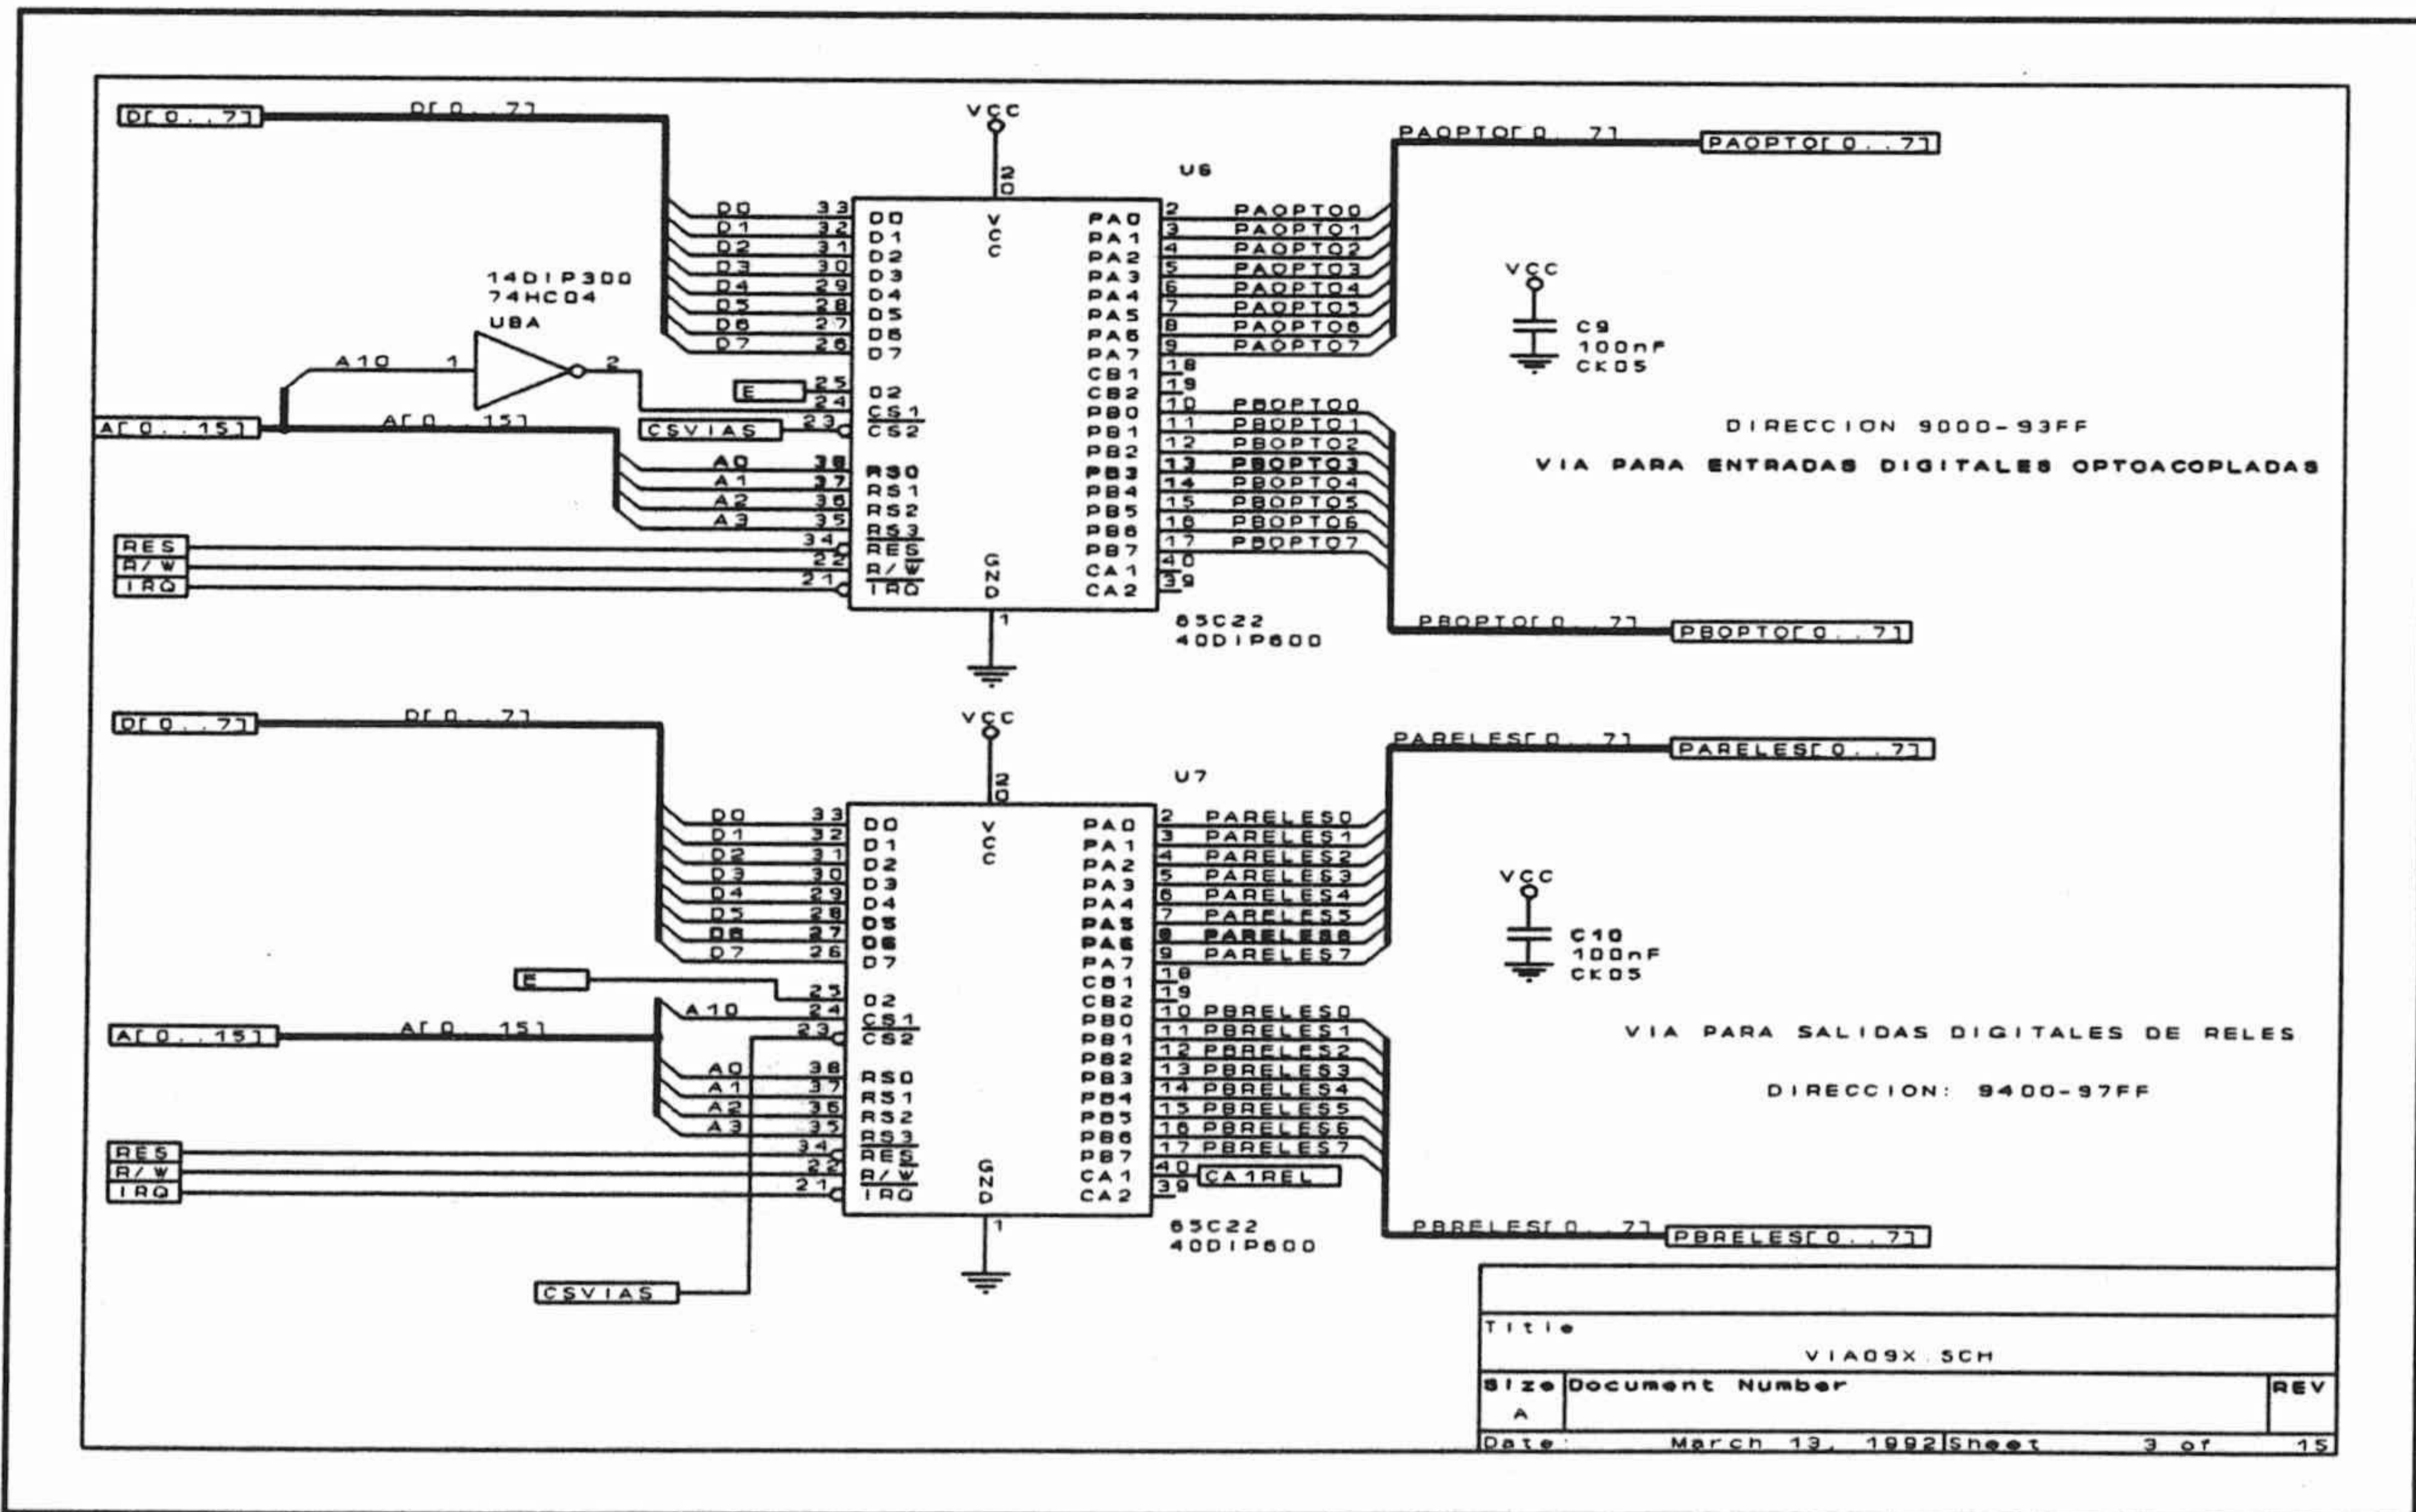 D[0..7]
D[0..7]
VCC
20
U6
PAOPTO[0..7]
PAOPTO[0..7]
D0 33 D0
D1 32 D1
D2 31 D2
D3 30 D3
D4 29 D4
D5 28 D5
D6 27 D6
D7 26 D7
VCC
PA0 2 PAOPTO0
PA1 3 PAOPTO1
PA2 4 PAOPTO2
PA3 5 PAOPTO3
PA4 6 PAOPTO4
PA5 7 PAOPTO5
PA6 8 PAOPTO6
PA7 9 PAOPTO7
CB1 18
CB2 19
14DIP300
74HC04
U8A
A10 1 2
E 25 02
24 CS1
CSVIAS 23 CS2
A[0..15]
A[0..15]
A0 38 RS0
A1 37 RS1
A2 36 RS2
A3 35 RS3
RES 34 RES
R/W 22 R/W
IRQ 21 IRQ
PB0 10 PBOPTO0
PB1 11 PBOPTO1
PB2 12 PBOPTO2
PB3 13 PBOPTO3
PB4 14 PBOPTO4
PB5 15 PBOPTO5
PB6 16 PBOPTO6
PB7 17 PBOPTO7
CA1 40
CA2 39
GND
1
65C22
40DIP600
PBOPTO[0..7]
PBOPTO[0..7]
VCC
C9
100nF
CK05
DIRECCION 9000-93FF
VIA PARA ENTRADAS DIGITALES OPTOACOPLADAS
D[0..7]
D[0..7]
VCC
20
U7
PARELES[0..7]
PARELES[0..7]
D0 33 D0
D1 32 D1
D2 31 D2
D3 30 D3
D4 29 D4
D5 28 D5
D6 27 D6
D7 26 D7
VCC
PA0 2 PARELES0
PA1 3 PARELES1
PA2 4 PARELES2
PA3 5 PARELES3
PA4 6 PARELES4
PA5 7 PARELES5
PA6 8 PARELES6
PA7 9 PARELES7
CB1 18
CB2 19
E 25 02
A10 24 CS1
23 CS2
A[0..15]
A[0..15]
A0 38 RS0
A1 37 RS1
A2 36 RS2
A3 35 RS3
RES 34 RES
R/W 22 R/W
IRQ 21 IRQ
PB0 10 PBRELES0
PB1 11 PBRELES1
PB2 12 PBRELES2
PB3 13 PBRELES3
PB4 14 PBRELES4
PB5 15 PBRELES5
PB6 16 PBRELES6
PB7 17 PBRELES7
CA1 40 CA1REL
CA2 39
GND
1
65C22
40DIP600
PBRELES[0..7]
PBRELES[0..7]
CSVIAS
VCC
C10
100nF
CK05
VIA PARA SALIDAS DIGITALES DE RELES
DIRECCION: 9400-97FF
Title
VIA09X.SCH
Size Document Number REV
A
Date: March 13, 1992 Sheet 3 of 15